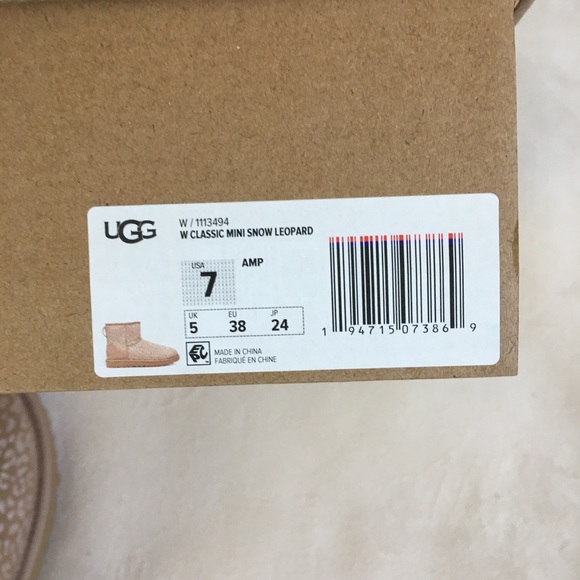 UGG
W / 1113494
W CLASSIC MINI SNOW LEOPARD
USA
7
AMP
UK EU JP
5 38 24
MADE IN CHINA
FABRIQUÉ EN CHINE
1 94715 07386 9